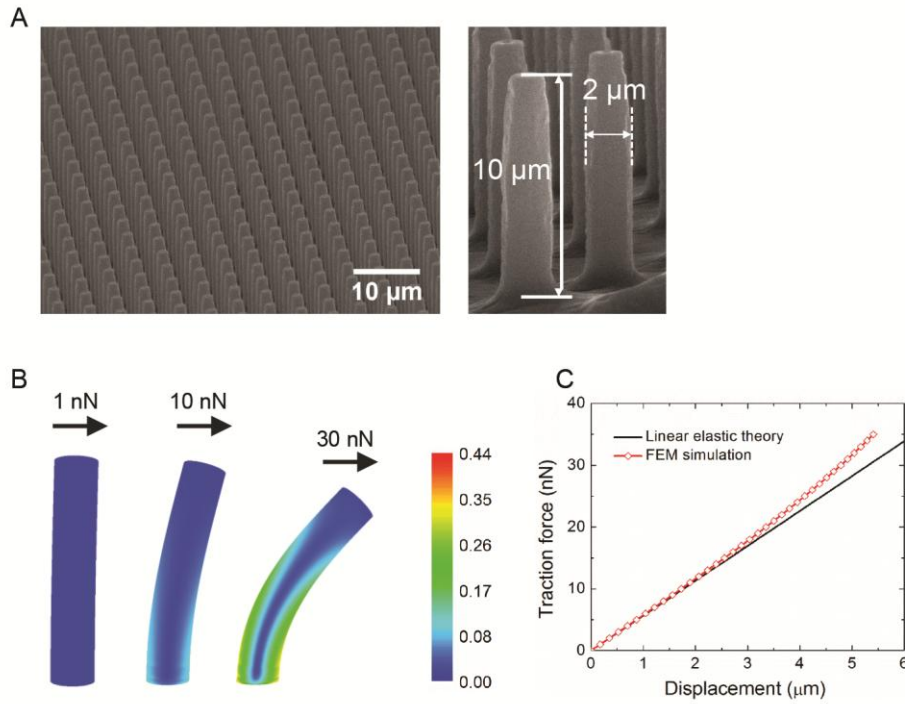 A
10 µm
2 µm
10 µm
B
1 nN
10 nN
30 nN
0.44
0.35
0.26
0.17
0.08
0.00
C
40
30
20
10
0
Traction force (nN)
Linear elastic theory
FEM simulation
0 1 2 3 4 5 6
Displacement (µm)